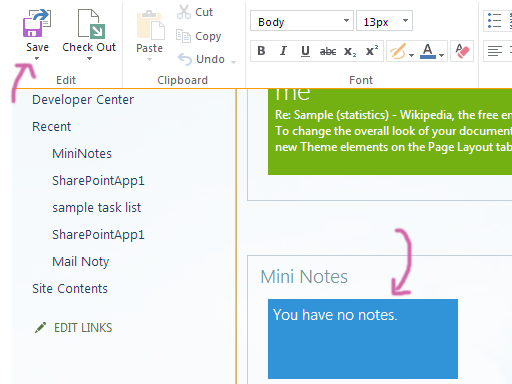 Save
Check Out
Edit
Paste
Cut
Copy
Undo
Clipboard
Body
13px
B I U abc x₂ x²
A
Font
Developer Center
Recent
MiniNotes
SharePointApp1
sample task list
SharePointApp1
Mail Noty
Site Contents
EDIT LINKS
me
Re: Sample (statistics) - Wikipedia, the free en
To change the overall look of your document
new Theme elements on the Page Layout tab
Mini Notes
You have no notes.